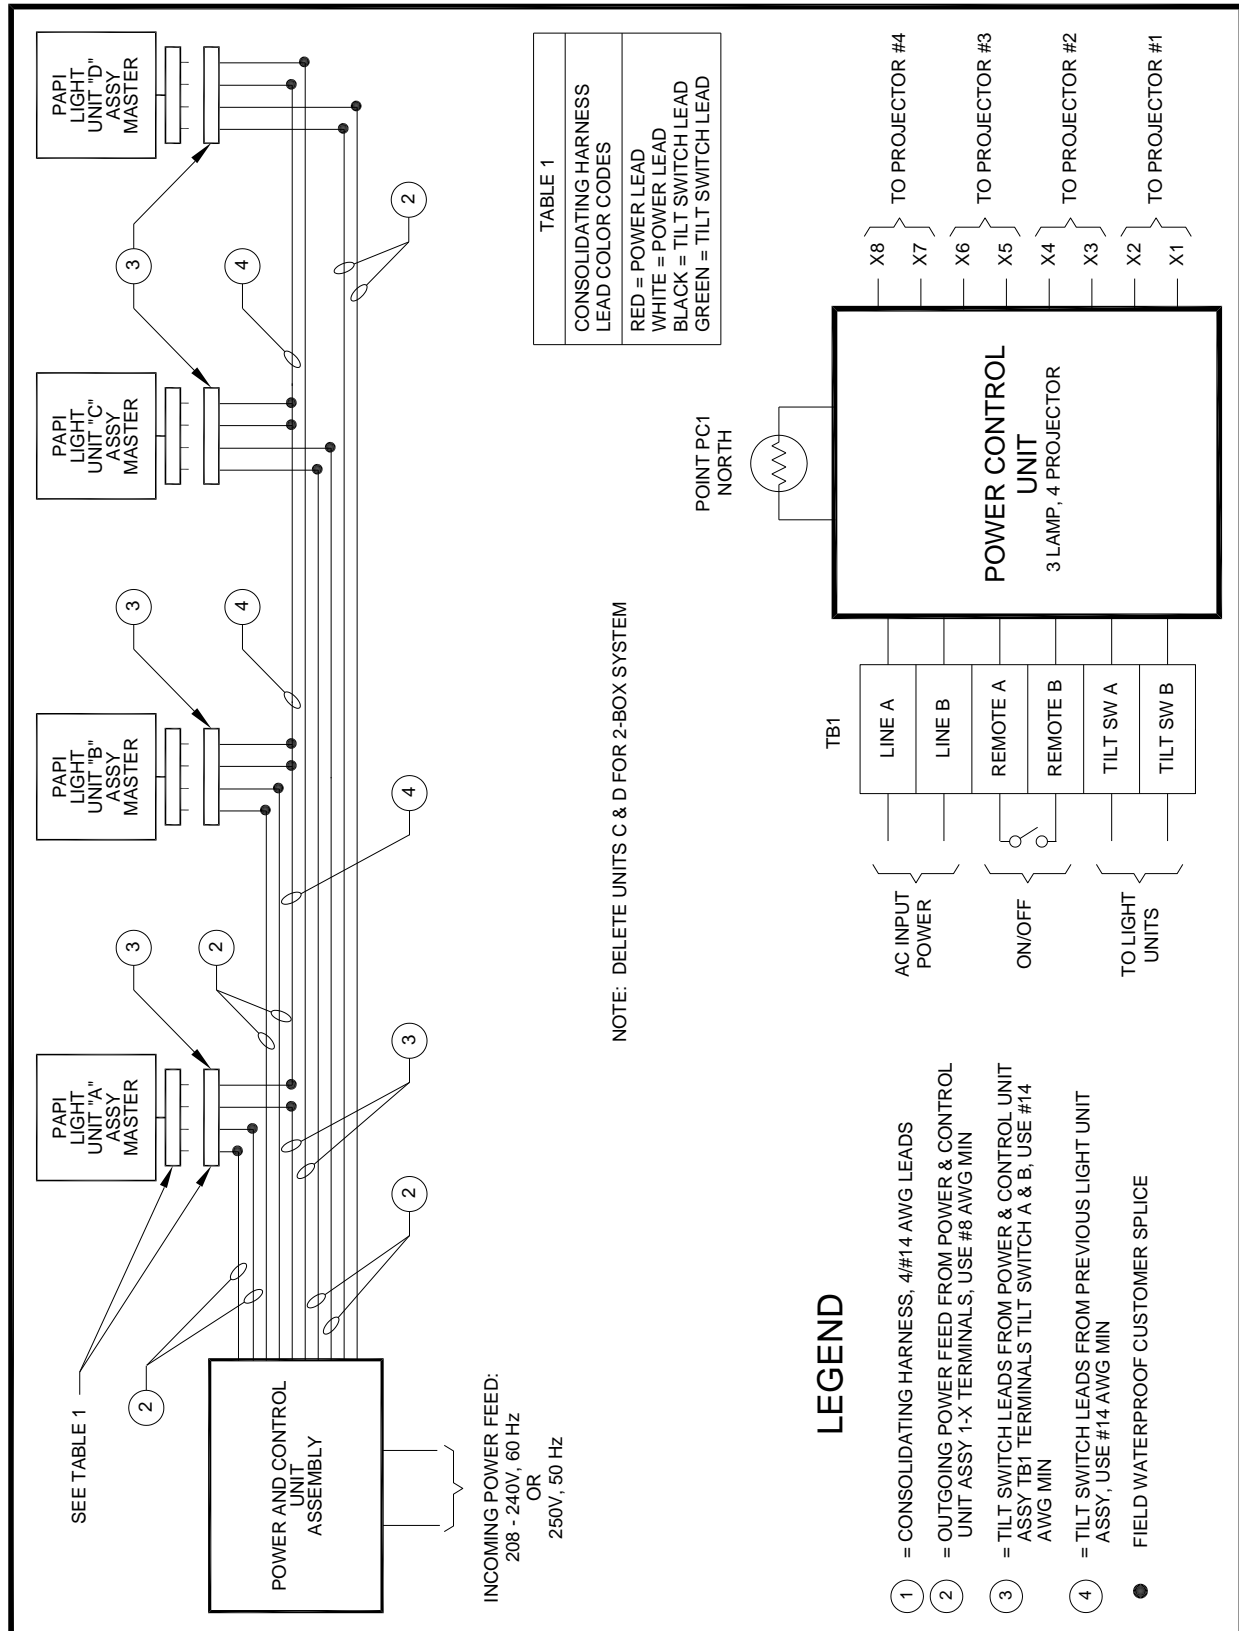 PAPI
LIGHT
UNIT "A"
ASSY
MASTER
PAPI
LIGHT
UNIT "B"
ASSY
MASTER
PAPI
LIGHT
UNIT "C"
ASSY
MASTER
PAPI
LIGHT
UNIT "D"
ASSY
MASTER
SEE TABLE 1
3
3
3
2
2
4
4
POWER AND CONTROL
UNIT
ASSEMBLY
2
3
4
2
INCOMING POWER FEED:
208 - 240V, 60 Hz
OR
250V, 50 Hz
TABLE 1
CONSOLIDATING HARNESS
LEAD COLOR CODES
RED = POWER LEAD
WHITE = POWER LEAD
BLACK = TILT SWITCH LEAD
GREEN = TILT SWITCH LEAD
NOTE: DELETE UNITS C & D FOR 2-BOX SYSTEM
LEGEND
1 = CONSOLIDATING HARNESS, 4/#14 AWG LEADS
2 = OUTGOING POWER FEED FROM POWER & CONTROL
UNIT ASSY 1-X TERMINALS, USE #8 AWG MIN
3 = TILT SWITCH LEADS FROM POWER & CONTROL UNIT
ASSY TB1 TERMINALS TILT SWITCH A & B, USE #14
AWG MIN
4 = TILT SWITCH LEADS FROM PREVIOUS LIGHT UNIT
ASSY, USE #14 AWG MIN
FIELD WATERPROOF CUSTOMER SPLICE
POINT PC1
NORTH
TB1
AC INPUT
POWER
LINE A
LINE B
ON/OFF
REMOTE A
REMOTE B
TO LIGHT
UNITS
TILT SW A
TILT SW B
POWER CONTROL
UNIT
3 LAMP, 4 PROJECTOR
X8
X7
TO PROJECTOR #4
X6
X5
TO PROJECTOR #3
X4
X3
TO PROJECTOR #2
X2
X1
TO PROJECTOR #1